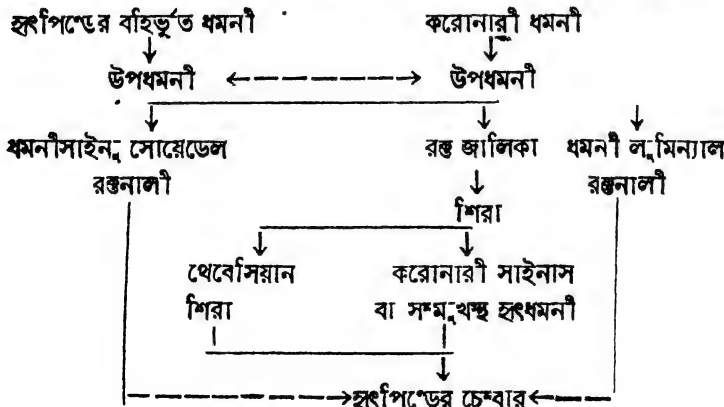 হৃৎপিণ্ডের বহির্ভূত ধমনী করোনারী ধমনী
উপধমনী উপধমনী
ধমনীসাইনু সোয়েডেল রক্ত জালিকা ধমনী লুমিন্যাল
রক্তনালী রক্তনালী
শিরা
থেবেসিয়ান করোনারী সাইনাস
শিরা বা সম্মুখস্থ হৃৎধমনী
হৃৎপিণ্ডের চেম্বার